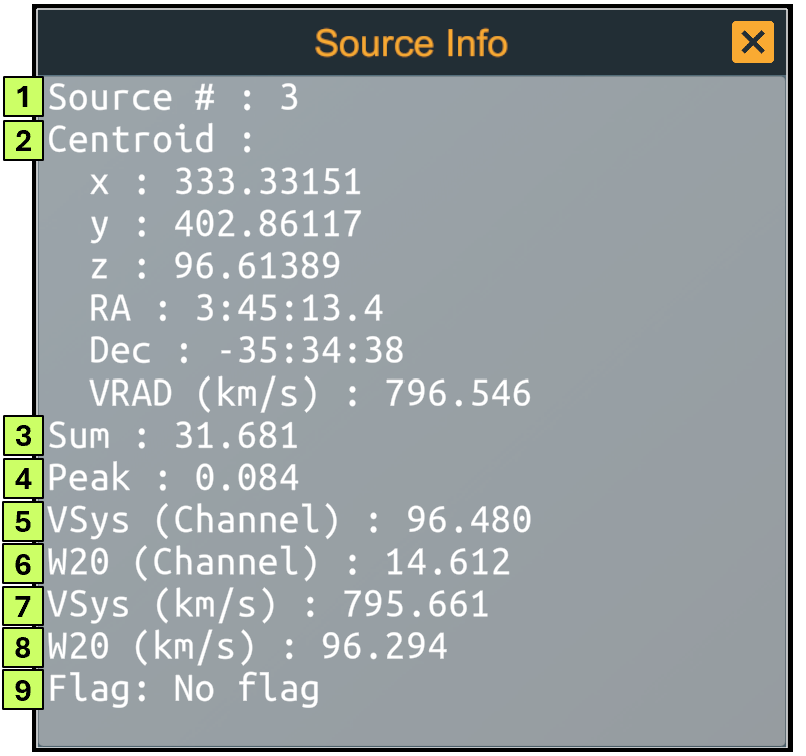 Source Info
1 Source # : 3
2 Centroid :
x : 333.33151
y : 402.86117
z : 96.61389
RA : 3:45:13.4
Dec : -35:34:38
VRAD (km/s) : 796.546
3 Sum : 31.681
4 Peak : 0.084
5 VSys (Channel) : 96.480
6 W20 (Channel) : 14.612
7 VSys (km/s) : 795.661
8 W20 (km/s) : 96.294
9 Flag: No flag